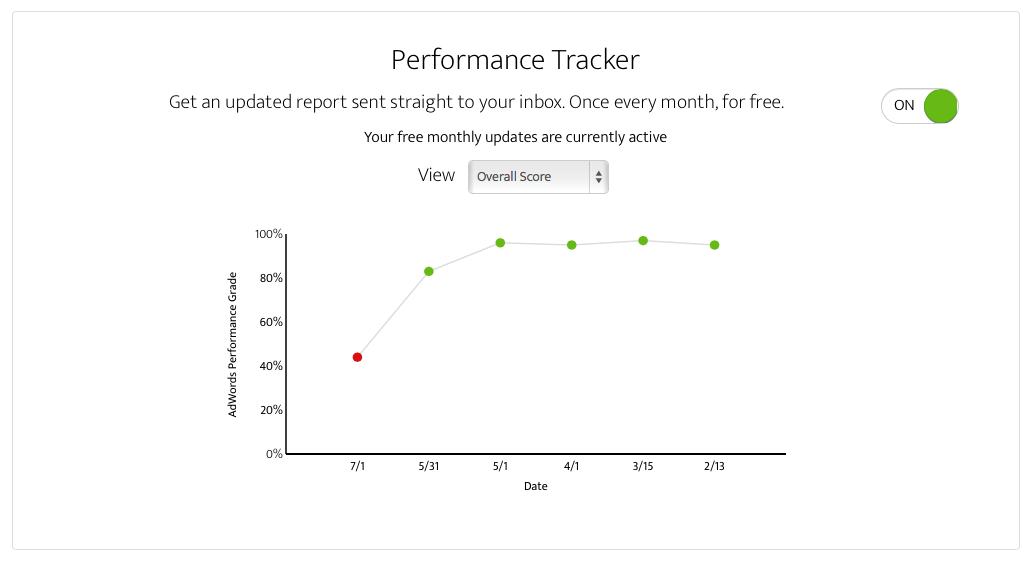 Performance Tracker
Get an updated report sent straight to your inbox. Once every month, for free.
ON
Your free monthly updates are currently active
View Overall Score
100%
80%
60%
40%
20%
0%
AdWords Performance Grade
7/1 5/31 5/1 4/1 3/15 2/13
Date